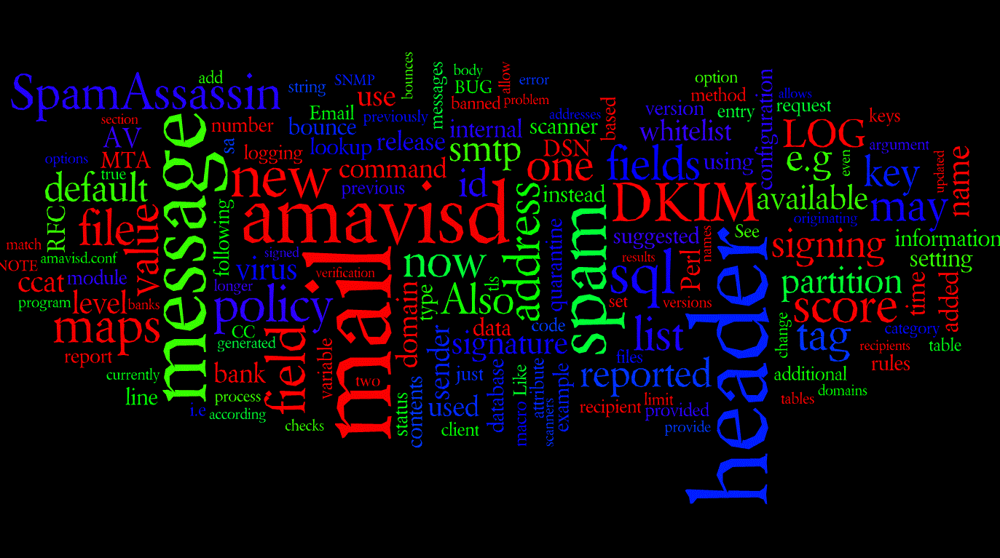 SpamAssassin
add
string
SNMP
use
bounces
messages
body
BUG
allow
error
banned
problem
option
method
configuration
allows
request
keys
section
AV
number
Email
previously
bounce
internal
scanner
addresses
based
version
entry
whitelist
LOG
argument
options
MTA
true
message
sa
logging
lookup
release
smtp
DSN
one
fields
using
e.g
even
key
updated
name
default
new
command
previous
id
instead
DKIM
available
may
originating
RFC
file
value
following
amavisd
address
quarantine
spam
suggested
See
names
header
signing
information
match
NOTE
amavisd.conf
signed
virus
verification
mail
now
results
sql
Perl
setting
ccat
module
longer
program
level
banks
policy
domain
type
Also
tls
set
versions
partition
score
time
added
maps
CC
generated
field
variable
data
code
signature
list
change
tag
category
recipients
table
report
currently
bank
two
sender
files
reported
rules
additional
line
process
contents
status
just
database
Like
macro
attribute
scanners
example
recipient
limit
provided
domains
tables
i.e
according
checks
used
client
provide